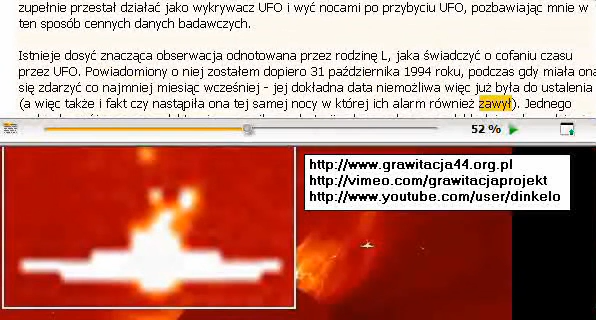 zupełnie przestał działać jako wykrywacz UFO i wyć nocami po przybyciu UFO, pozbawiając mnie w
ten sposób cennych danych badawczych.
Istnieje dosyć znacząca obserwacja odnotowana przez rodzinę L, jaka świadczyć o cofaniu czasu
przez UFO. Powiadomiony o niej zostałem dopiero 31 października 1994 roku, podczas gdy miała ona
się zdarzyć co najmniej miesiąc wcześniej - jej dokładna data niemożliwa więc już była do ustalenia
(a więc także i fakt czy nastąpiła ona tej samej nocy w której ich alarm również zawył). Jednego
52 %
http://www.grawitacja44.org.pl
http://vimeo.com/grawitacjaprojekt
http://www.youtube.com/user/dinkelo